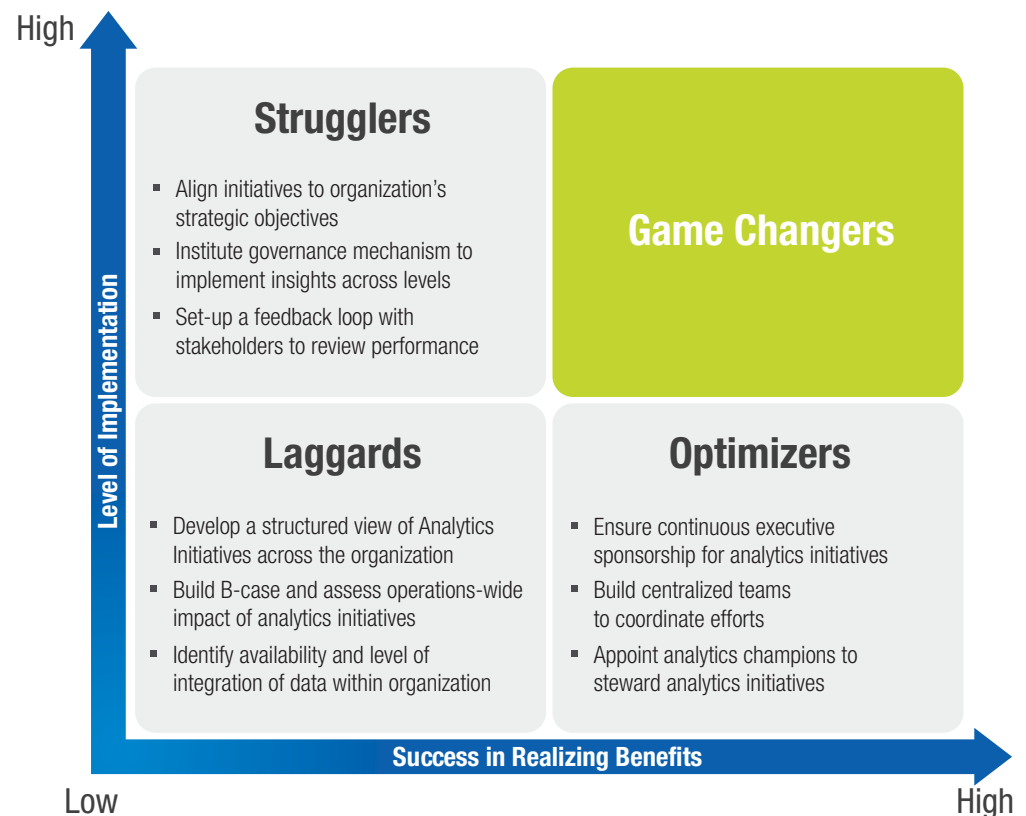 High
Strugglers
▪ Align initiatives to organization's
strategic objectives
▪ Institute governance mechanism to
implement insights across levels
▪ Set-up a feedback loop with
stakeholders to review performance
Game Changers
Level of Implementation
Laggards
▪ Develop a structured view of Analytics
Initiatives across the organization
▪ Build B-case and assess operations-wide
impact of analytics initiatives
▪ Identify availability and level of
integration of data within organization
Optimizers
▪ Ensure continuous executive
sponsorship for analytics initiatives
▪ Build centralized teams
to coordinate efforts
▪ Appoint analytics champions to
steward analytics initiatives
Success in Realizing Benefits
Low
High